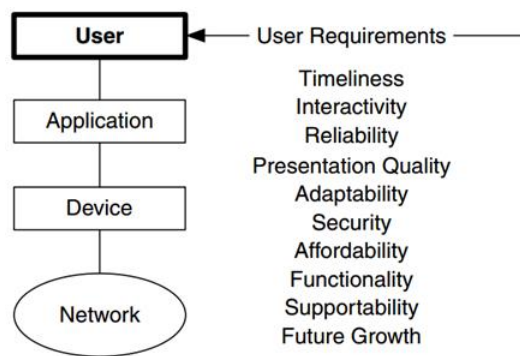 User
User Requirements
Timeliness
Interactivity
Application
Reliability
Presentation Quality
Adaptability
Device
Security
Affordability
Functionality
Network
Supportability
Future Growth